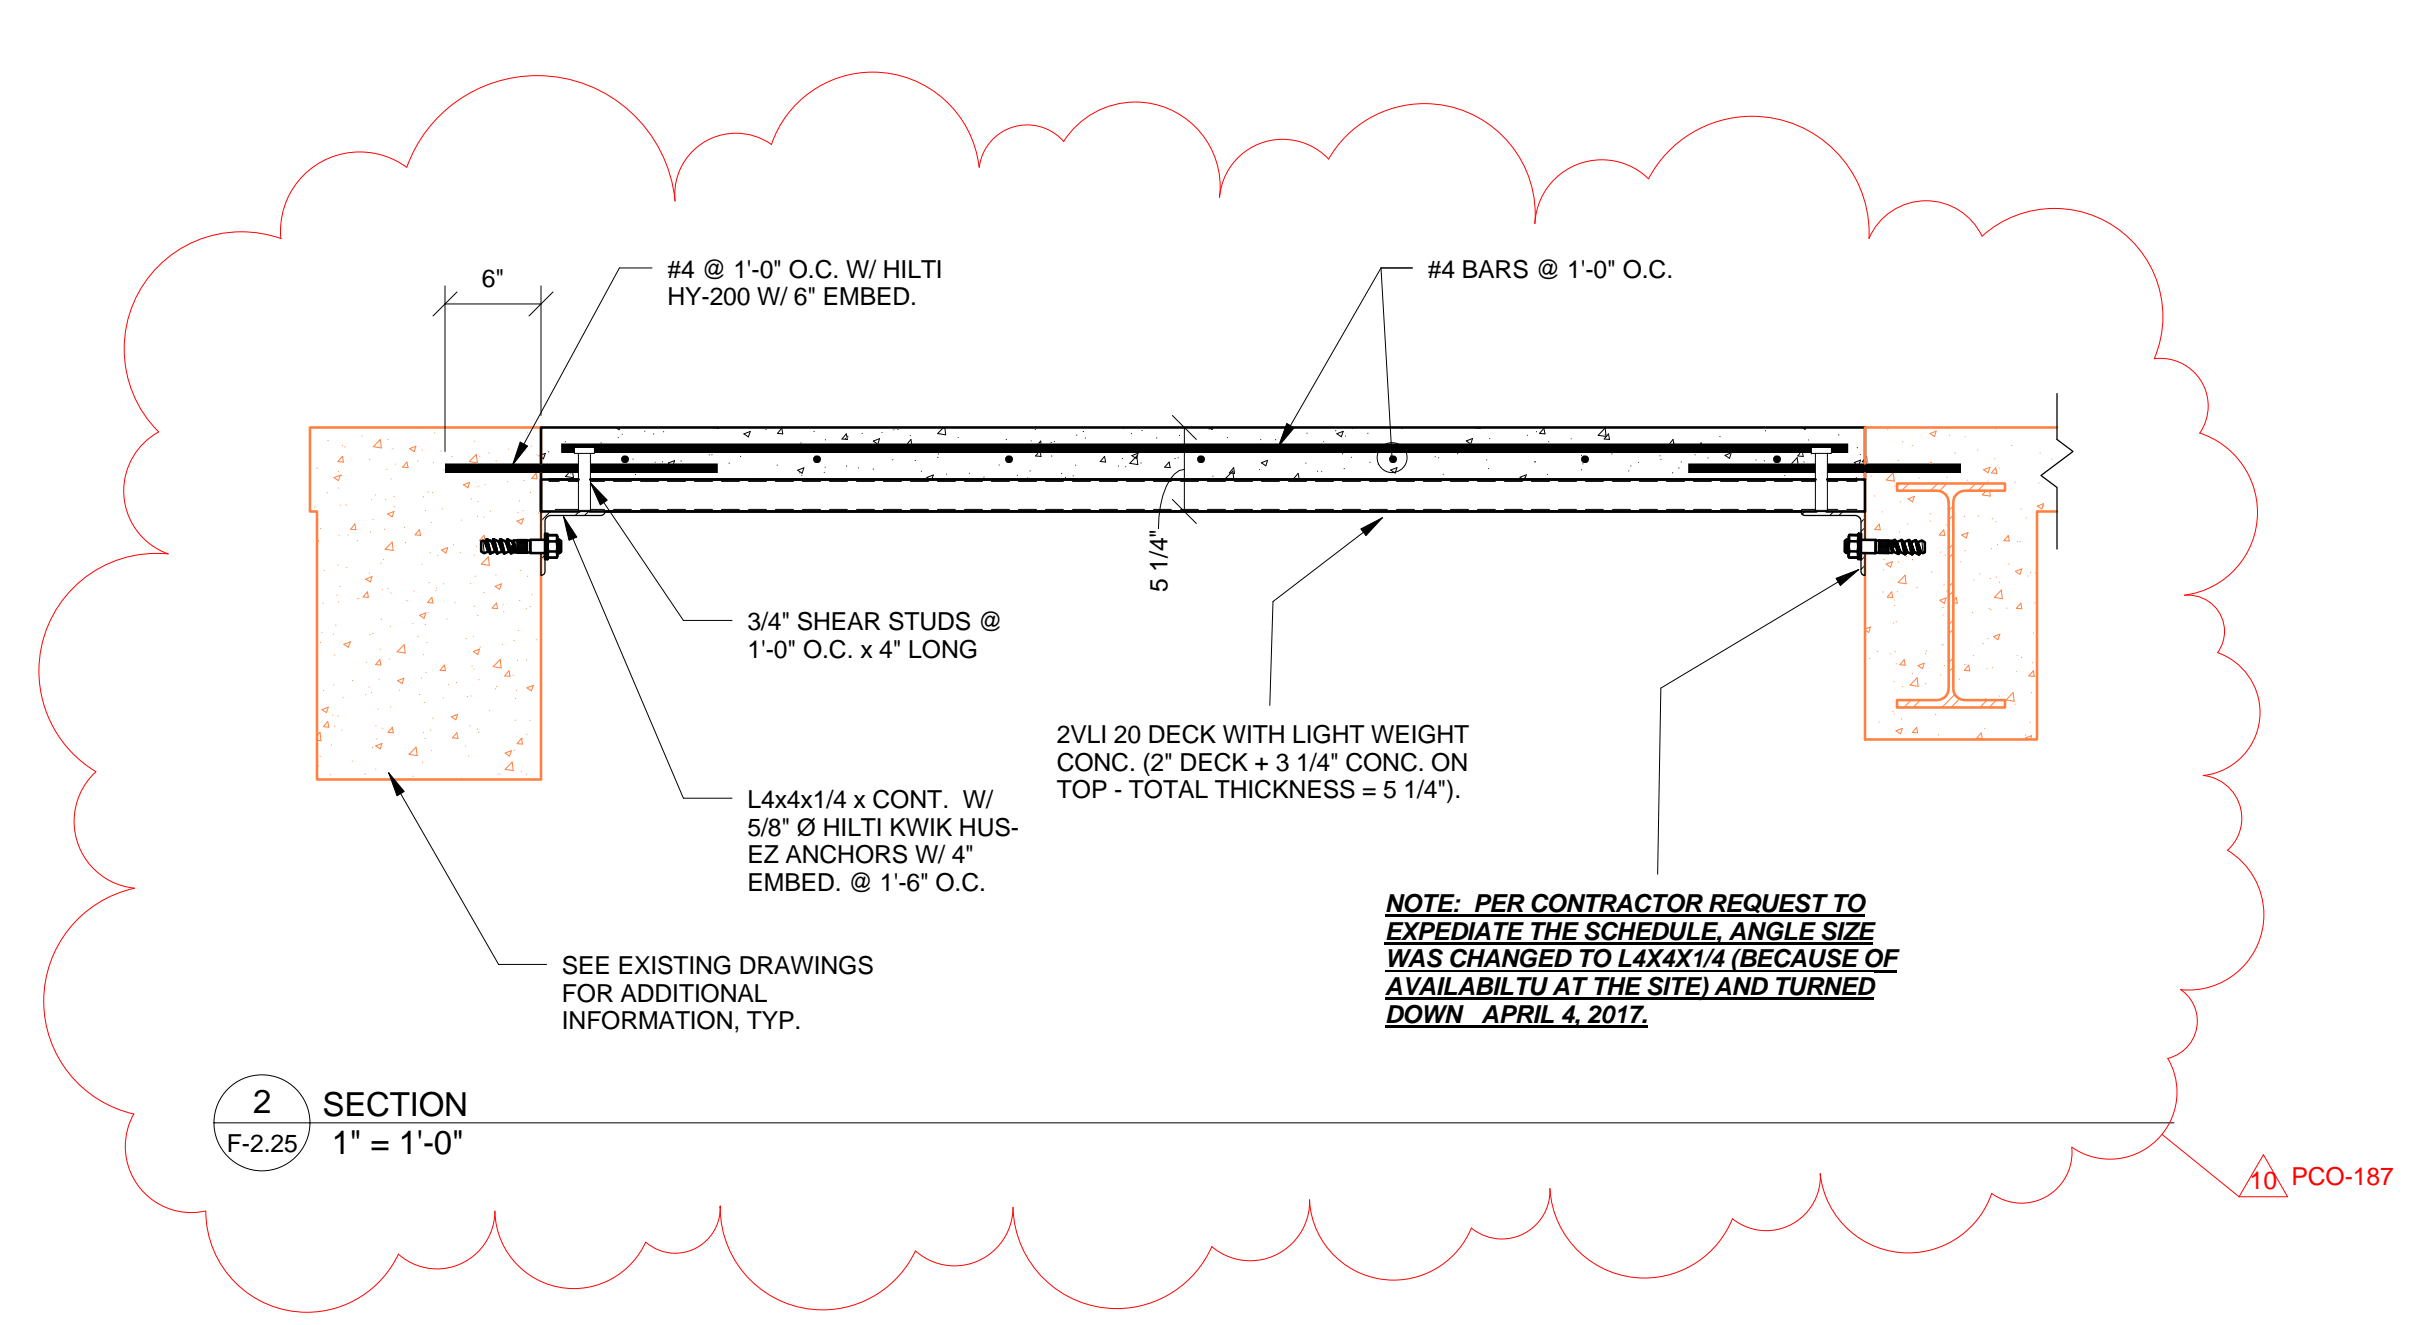 6"
#4 @ 1'-0" O.C. W/ HILTI
HY-200 W/ 6" EMBED.
#4 BARS @ 1'-0" O.C.
5 1/4"
3/4" SHEAR STUDS @
1'-0" O.C. x 4" LONG
2VLI 20 DECK WITH LIGHT WEIGHT
CONC. (2" DECK + 3 1/4" CONC. ON
TOP - TOTAL THICKNESS = 5 1/4").
L4x4x1/4 x CONT. W/
5/8" Ø HILTI KWIK HUS-
EZ ANCHORS W/ 4"
EMBED. @ 1'-6" O.C.
NOTE: PER CONTRACTOR REQUEST TO
EXPEDIATE THE SCHEDULE, ANGLE SIZE
WAS CHANGED TO L4X4X1/4 (BECAUSE OF
AVAILABILTU AT THE SITE) AND TURNED
DOWN APRIL 4, 2017.
SEE EXISTING DRAWINGS
FOR ADDITIONAL
INFORMATION, TYP.
2
F-2.25
SECTION
1" = 1'-0"
10
PCO-187